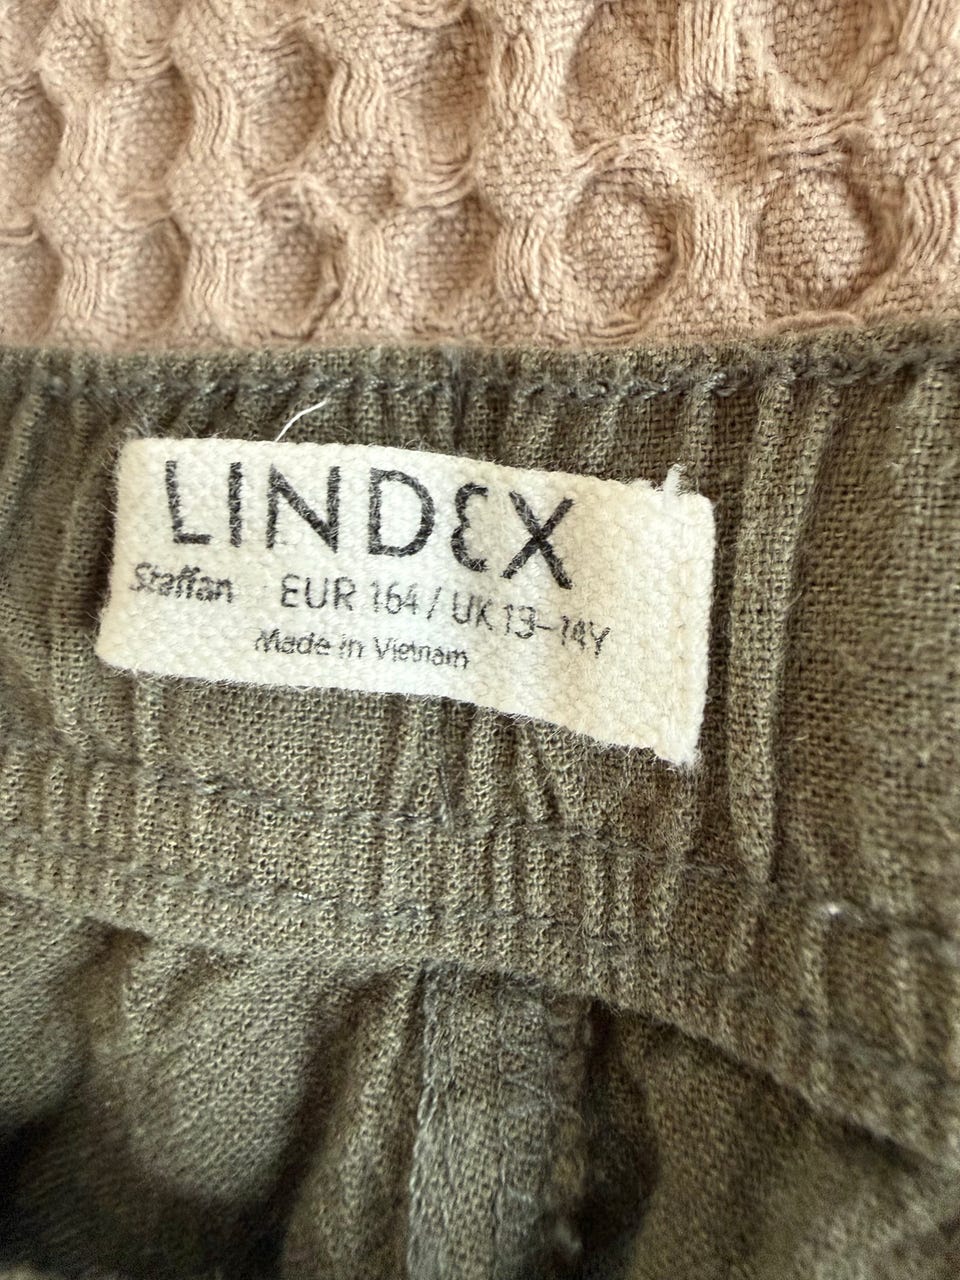 LINDEX
Staffan EUR 164 / UK 13-14Y
Made in Vietnam